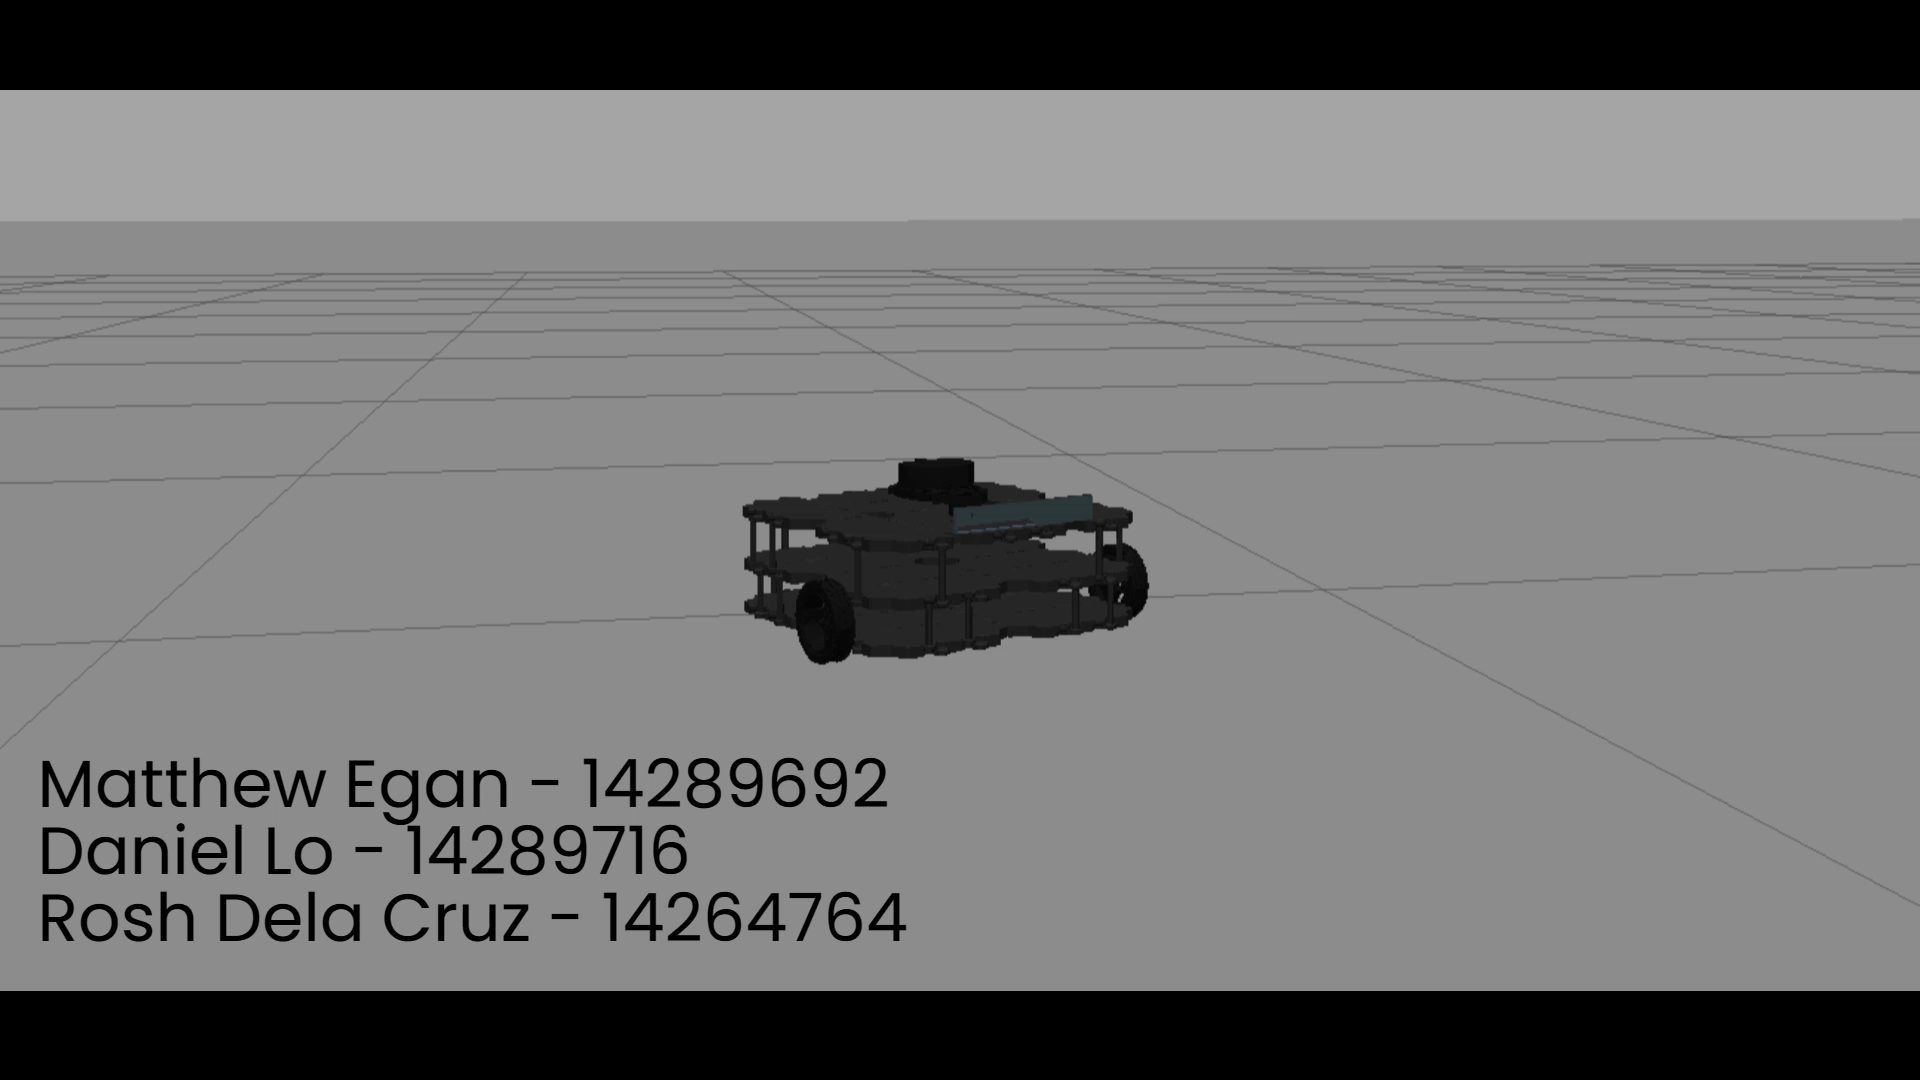 Matthew Egan - 14289692
Daniel Lo - 14289716
Rosh Dela Cruz - 14264764